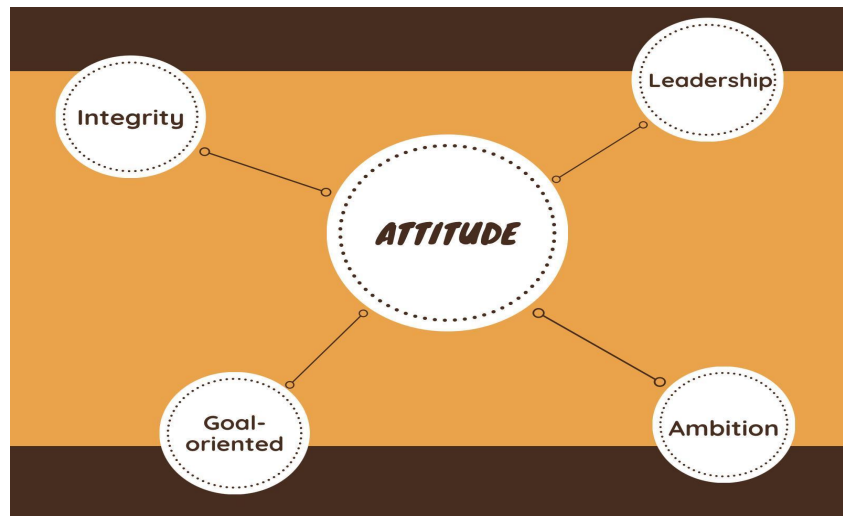 Leadership
Integrity
ATTITUDE
Goal-
oriented
Ambition